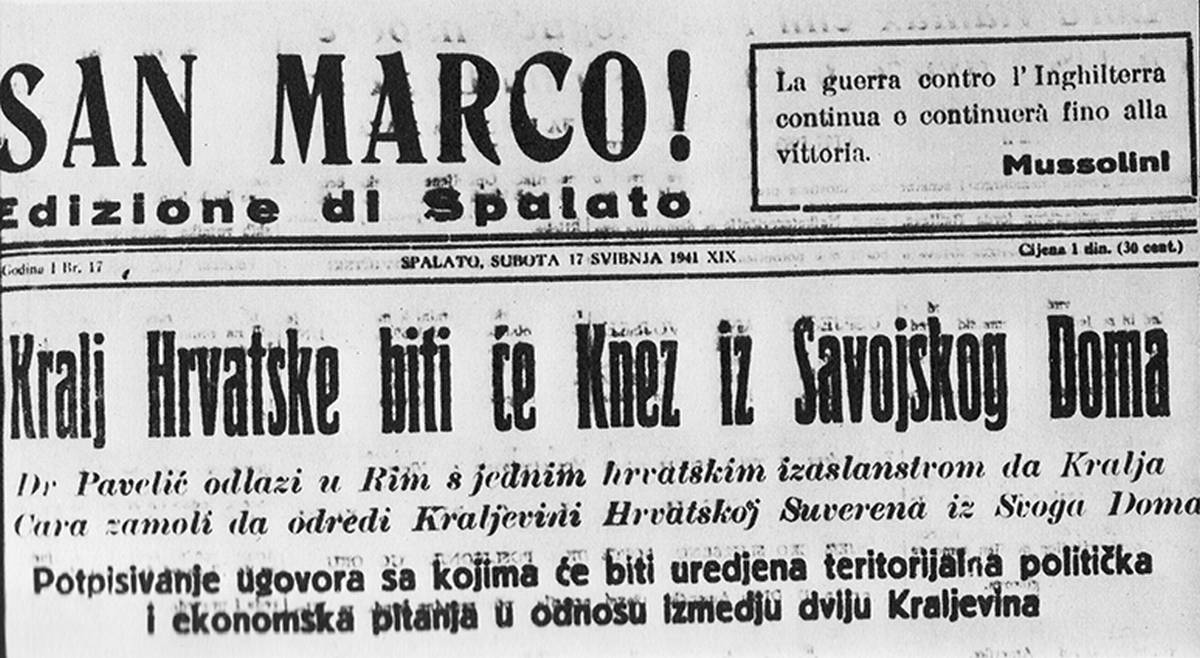 SAN MARCO!
Edizione di Spalato
La guerra contro l' Inghilterra
continua e continuerà fino alla
vittoria.
Mussolini
Godina I Br. 17
SPALATO, SUBOTA 17 SVIBNJA 1941 XIX
Cijena 1 din. (30 cent.)
Kralj Hrvatske biti će Knez iz Savojskog Doma
Dr Pavelić odlazi u Rim s jednim hrvatskim izaslanstvom da Kralja
Cara zamoli da odredi Kraljevini Hrvatskoj Suverena iz Svoga Doma
Potpisivanje ugovora sa kojima će biti uredjena teritorijalna politička
i ekonomska pitanja u odnosu izmedju dviju Kraljevina